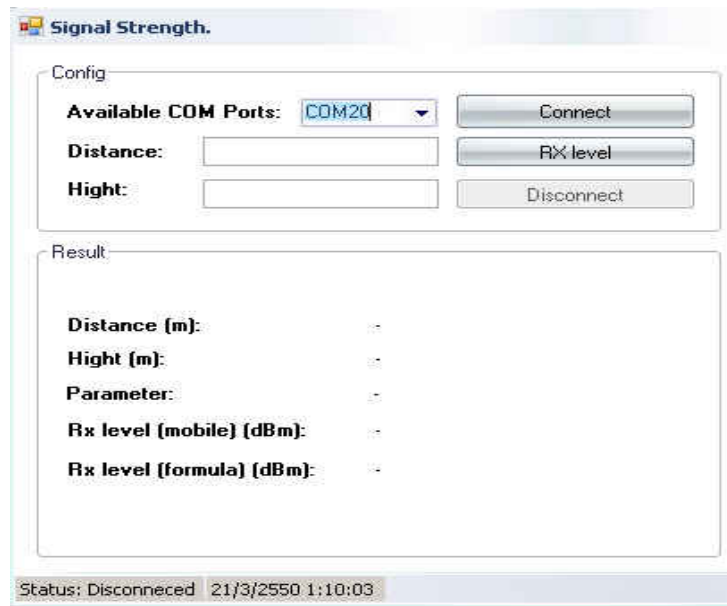 Signal Strength.
Config
Available COM Ports: COM20 Connect
Distance: RX level
Hight: Disconnect
Result
Distance (m): -
Hight (m): -
Parameter: -
Rx level (mobile) (dBm): -
Rx level (formula) (dBm): -
Status: Disconneced 21/3/2550 1:10:03